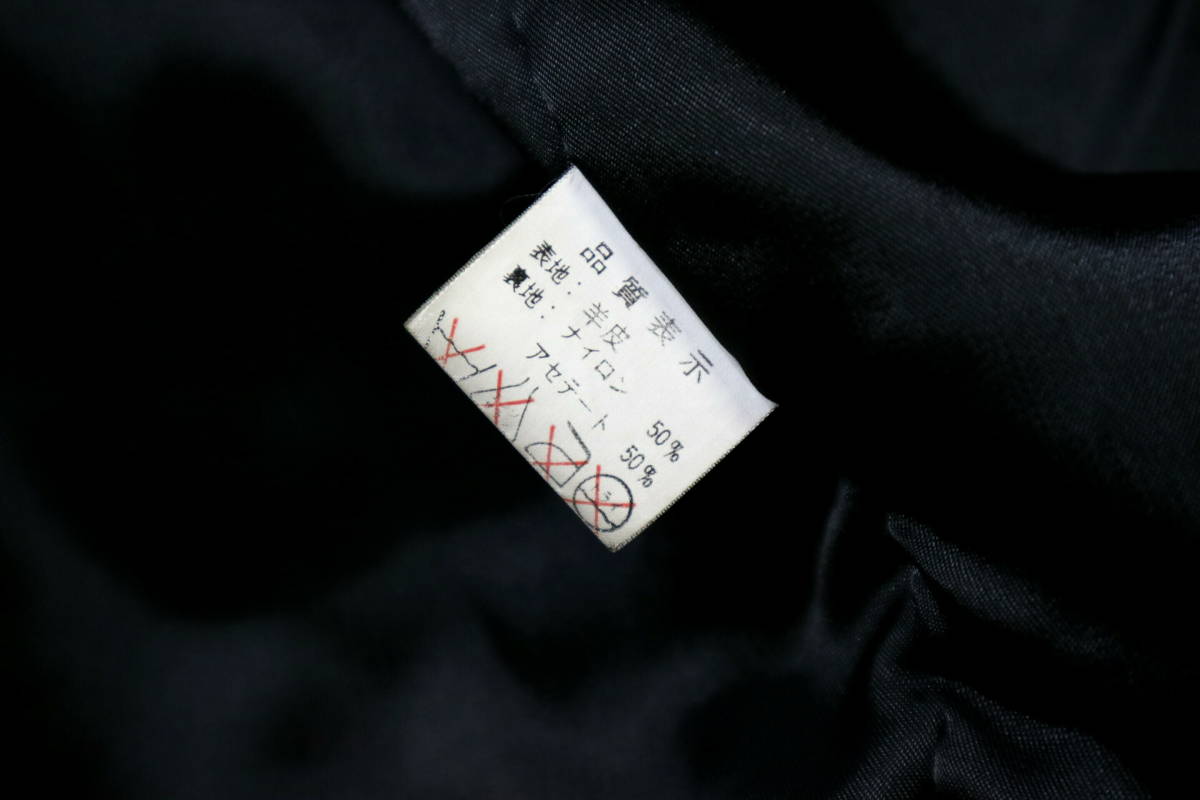 品質表示
表地：羊皮
裏地：ナイロン 50%
アセテート 50%